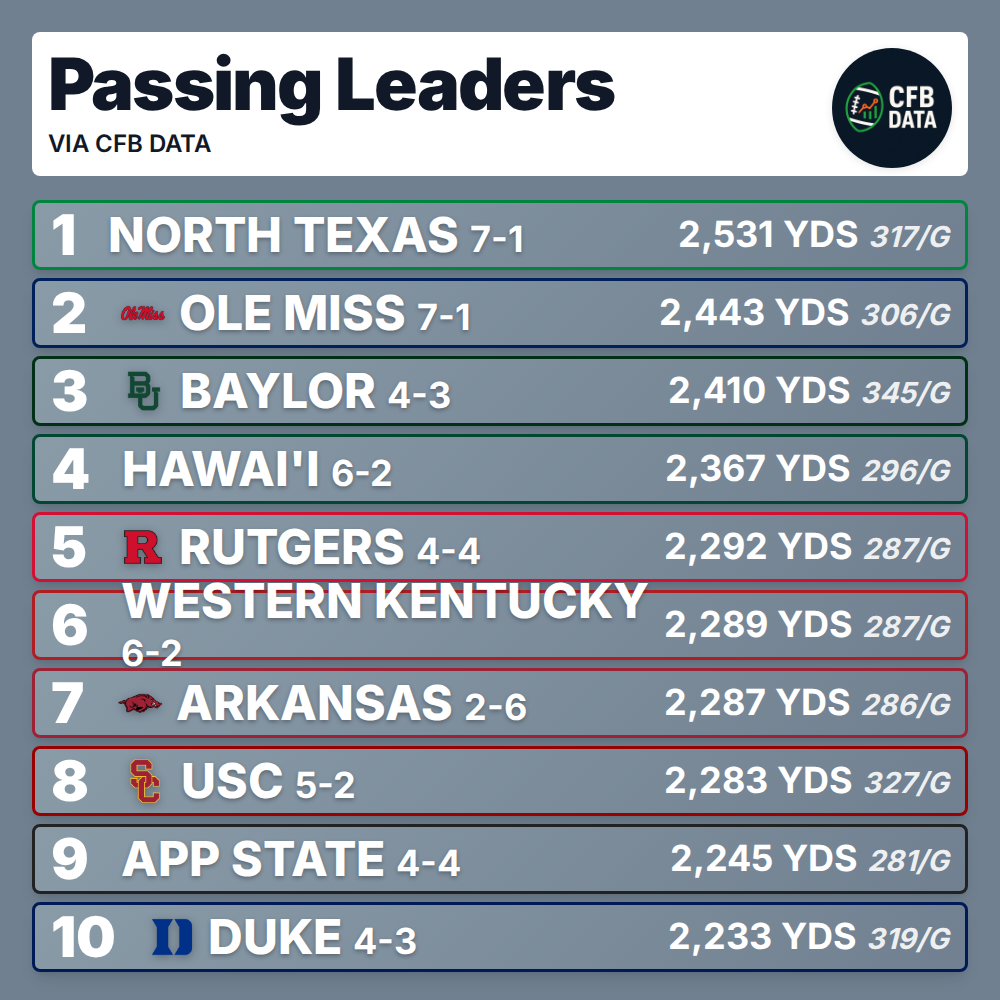 Passing Leaders
VIA CFB DATA
CFB
DATA
1 NORTH TEXAS 7-1 2,531 YDS 317/G
2 Ole Miss OLE MISS 7-1 2,443 YDS 306/G
3 BU BAYLOR 4-3 2,410 YDS 345/G
4 HAWAI'I 6-2 2,367 YDS 296/G
5 R RUTGERS 4-4 2,292 YDS 287/G
6 WESTERN KENTUCKY 2,289 YDS 287/G
6-2
7 ARKANSAS 2-6 2,287 YDS 286/G
8 SC USC 5-2 2,283 YDS 327/G
9 APP STATE 4-4 2,245 YDS 281/G
10 D DUKE 4-3 2,233 YDS 319/G